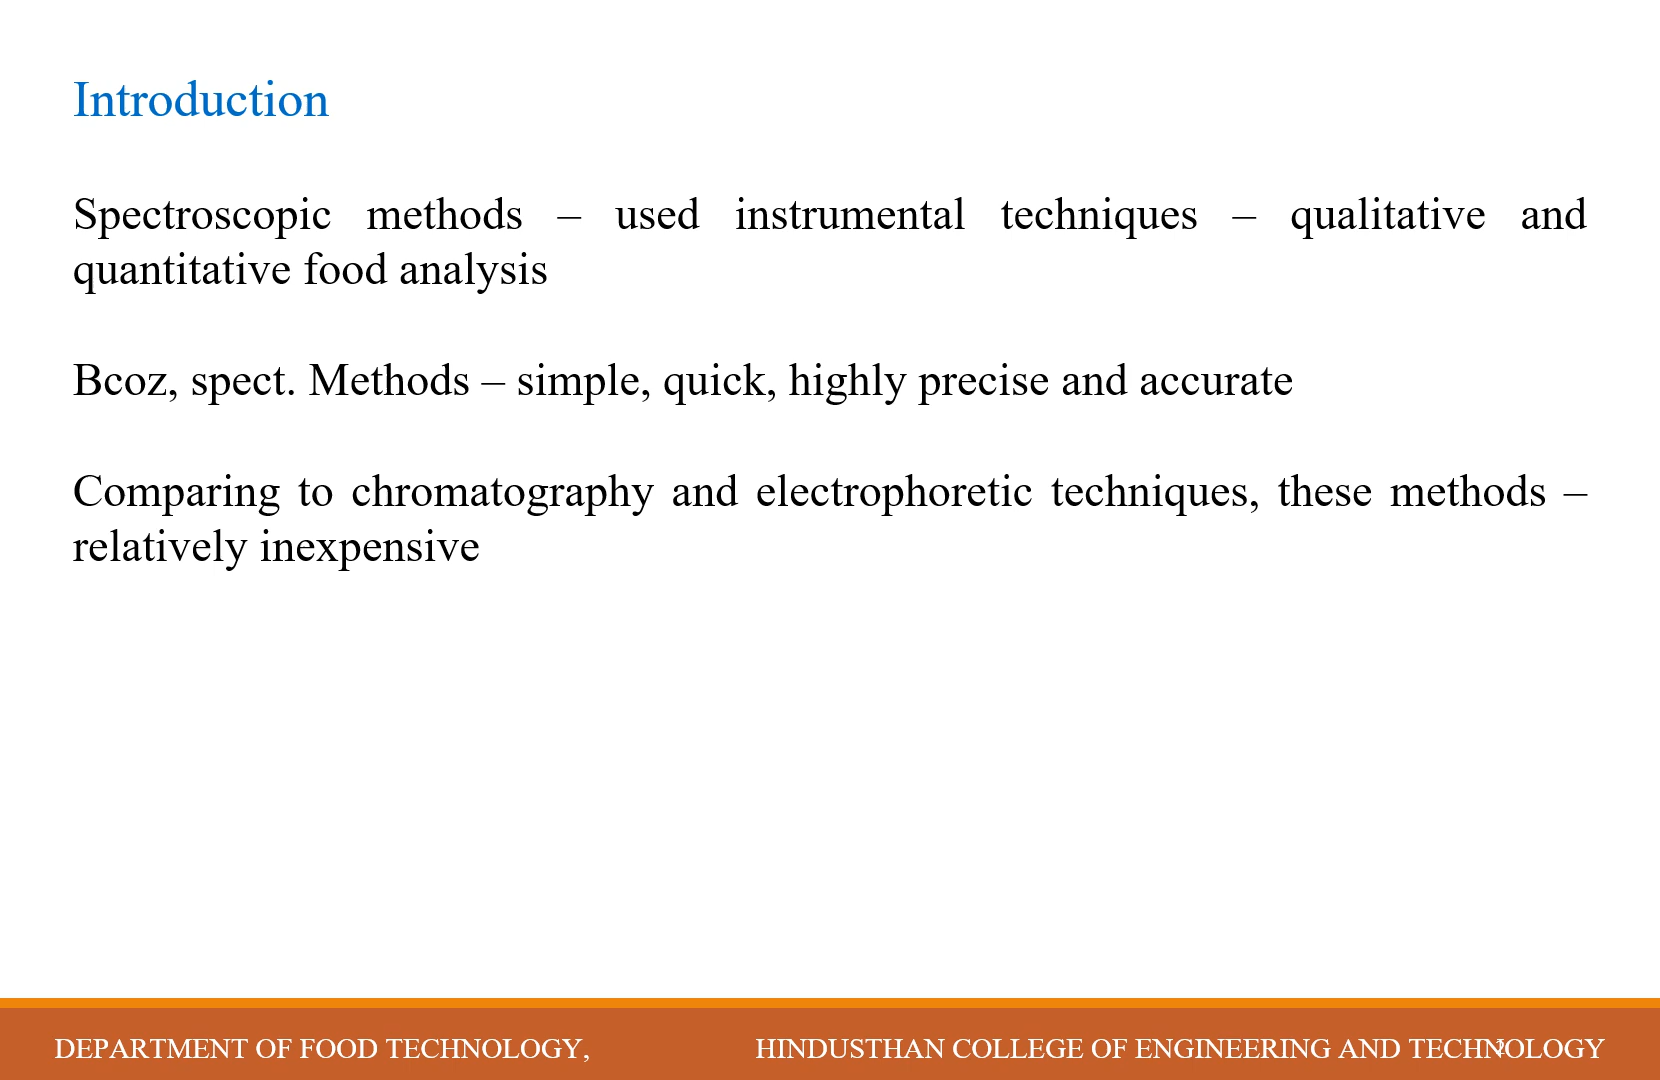 Introduction
Spectroscopic methods – used instrumental techniques – qualitative and
quantitative food analysis
Bcoz, spect. Methods – simple, quick, highly precise and accurate
Comparing to chromatography and electrophoretic techniques, these methods –
relatively inexpensive
DEPARTMENT OF FOOD TECHNOLOGY, HINDUSTHAN COLLEGE OF ENGINEERING AND TECHNOLOGY
2